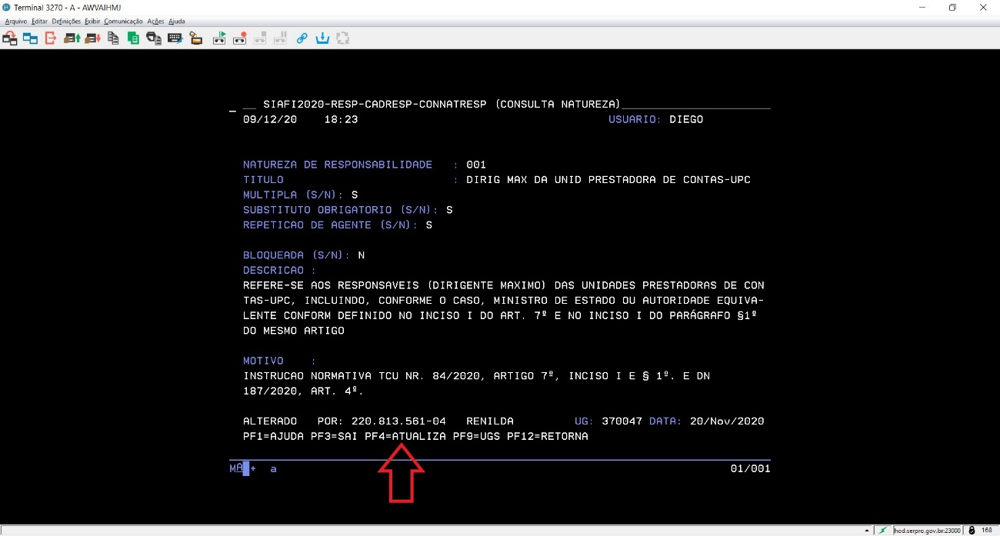 Terminal 3270 - A - AWVAIHMJ
Arquivo Editar Definições Exibir Comunicação Ações Ajuda
__ SIAFI2020-RESP-CADRESP-CONNATRESP (CONSULTA NATUREZA)______________________
09/12/20 18:23 USUARIO: DIEGO
NATUREZA DE RESPONSABILIDADE : 001
TITULO : DIRIG MAX DA UNID PRESTADORA DE CONTAS-UPC
MULTIPLA (S/N): S
SUBSTITUTO OBRIGATORIO (S/N): S
REPETICAO DE AGENTE (S/N): S
BLOQUEADA (S/N): N
DESCRICAO :
REFERE-SE AOS RESPONSAVEIS (DIRIGENTE MAXIMO) DAS UNIDADES PRESTADORAS DE CON
TAS-UPC, INCLUINDO, CONFORME O CASO, MINISTRO DE ESTADO OU AUTORIDADE EQUIVA-
LENTE CONFORM DEFINIDO NO INCISO I DO ART. 7º E NO INCISO I DO PARÁGRAFO §1º
DO MESMO ARTIGO
MOTIVO :
INSTRUCAO NORMATIVA TCU NR. 84/2020, ARTIGO 7º, INCISO I E § 1º. E DN
187/2020, ART. 4º.
ALTERADO POR: 220.813.561-04 RENILDA UG: 370047 DATA: 20/Nov/2020
PF1=AJUDA PF3=SAI PF4=ATUALIZA PF9=UGS PF12=RETORNA
MA + a 01/001
hod.serpro.gov.br:23000 168